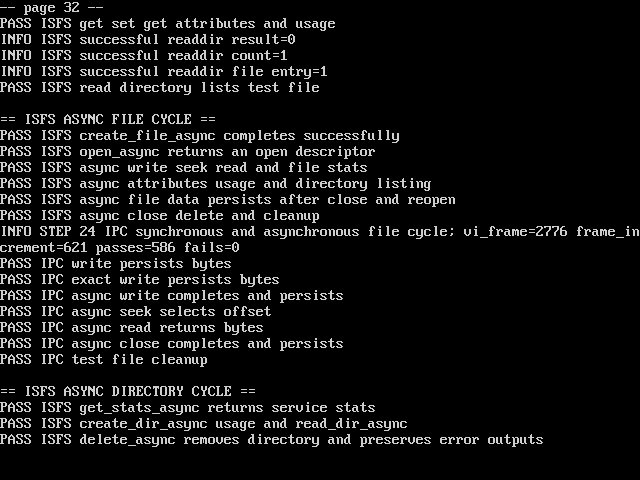 -- page 32 --
PASS ISFS get set get attributes and usage
INFO ISFS successful readdir result=0
INFO ISFS successful readdir count=1
INFO ISFS successful readdir file entry=1
PASS ISFS read directory lists test file
== ISFS ASYNC FILE CYCLE ==
PASS ISFS create_file_async completes successfully
PASS ISFS open_async returns an open descriptor
PASS ISFS async write seek read and file stats
PASS ISFS async attributes usage and directory listing
PASS ISFS async file data persists after close and reopen
PASS ISFS async close delete and cleanup
INFO STEP 24 IPC synchronous and asynchronous file cycle; vi_frame=2776 frame_in
crement=621 passes=586 fails=0
PASS IPC write persists bytes
PASS IPC exact write persists bytes
PASS IPC async write completes and persists
PASS IPC async seek selects offset
PASS IPC async read returns bytes
PASS IPC async close completes and persists
PASS IPC test file cleanup
== ISFS ASYNC DIRECTORY CYCLE ==
PASS ISFS get_stats_async returns service stats
PASS ISFS create_dir_async usage and read_dir_async
PASS ISFS delete_async removes directory and preserves error outputs